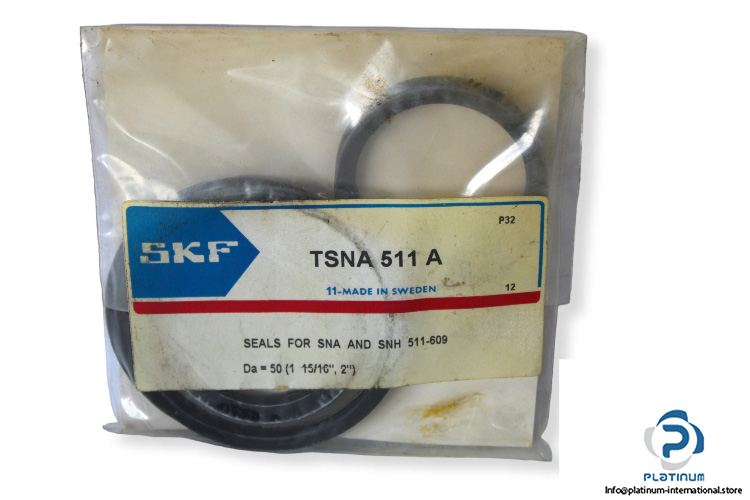 P32
SKF
TSNA 511 A
11-MADE IN SWEDEN
12
SEALS FOR SNA AND SNH 511-609
Da = 50 (1 15/16", 2")
PLATINUM
Info@platinum-international.store